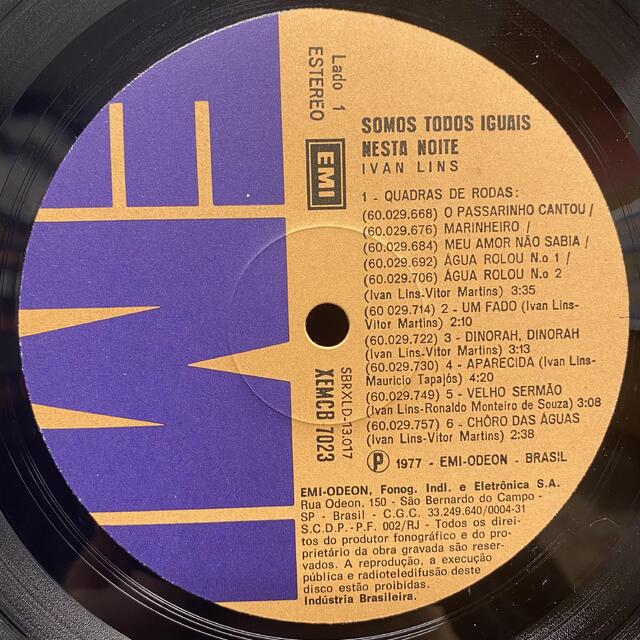 Lado 1
ESTÉREO
EMI
SOMOS TODOS IGUAIS
NESTA NOITE
IVAN LINS
1 - QUADRAS DE RODAS:
(60.029.668) O PASSARINHO CANTOU /
(60.029.676) MARINHEIRO /
(60.029.684) MEU AMOR NÃO SABIA /
(60.029.692) ÁGUA ROLOU N.o 1 /
(60.029.706) ÁGUA ROLOU N.o 2
(Ivan Lins-Vitor Martins) 3:35
(60 029.714) 2 - UM FADO (Ivan Lins-
Vitor Martins) 2:10
(60.029.722) 3 - DINORAH, DINORAH
(Ivan Lins-Vitor Martins) 3:13
(60.029.730) 4 - APARECIDA (Ivan Lins-
Mauricio Tapajós) 4:20
(60.029.749) 5 - VELHO SERMÃO
(Ivan Lins-Ronaldo Monteiro de Souza) 3:08
(60.029.757) 6 - CHÔRO DAS ÁGUAS
(Ivan Lins-Vitor Martins) 2:38
SBRXLD-13.017
XEMCB 7023
P 1977 - EMI-ODEON - BRASIL
EMI-ODEON, Fonog. Indl. e Eletrônica S.A.
Rua Odeon, 150 - São Bernardo do Campo -
SP - Brasil - C.G.C. 33.249.640/0004-31
S.C.D.P.-P.F. 002/RJ - Todos os direi-
tos do produtor fonográfico e do pro-
prietário da obra gravada são reser-
vados. A reprodução, a execução
pública e radioteledifusão deste
disco estão proibidas.
Indústria Brasileira.
EMI